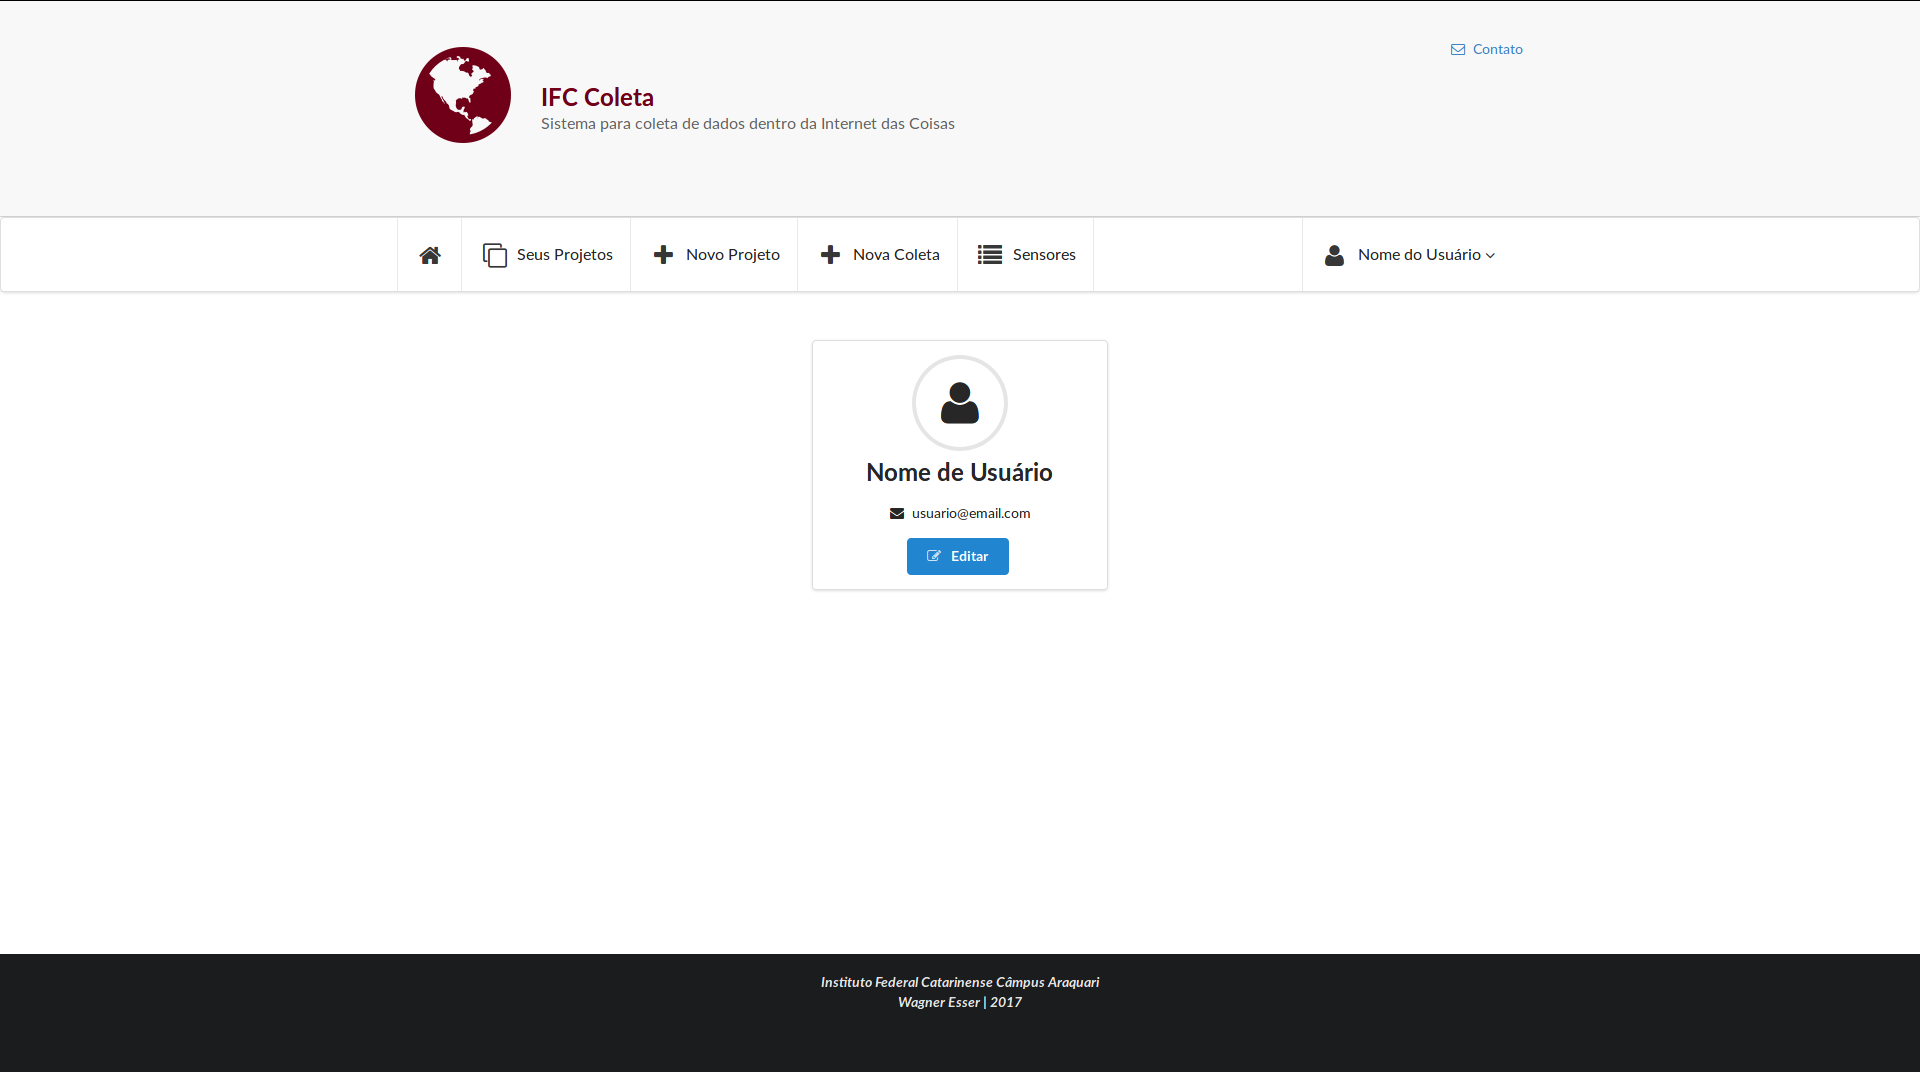 Contato
IFC Coleta
Sistema para coleta de dados dentro da Internet das Coisas
Seus Projetos
Novo Projeto
Nova Coleta
Sensores
Nome do Usuário
Nome de Usuário
usuario@email.com
Editar
Instituto Federal Catarinense Câmpus Araquari
Wagner Esser | 2017